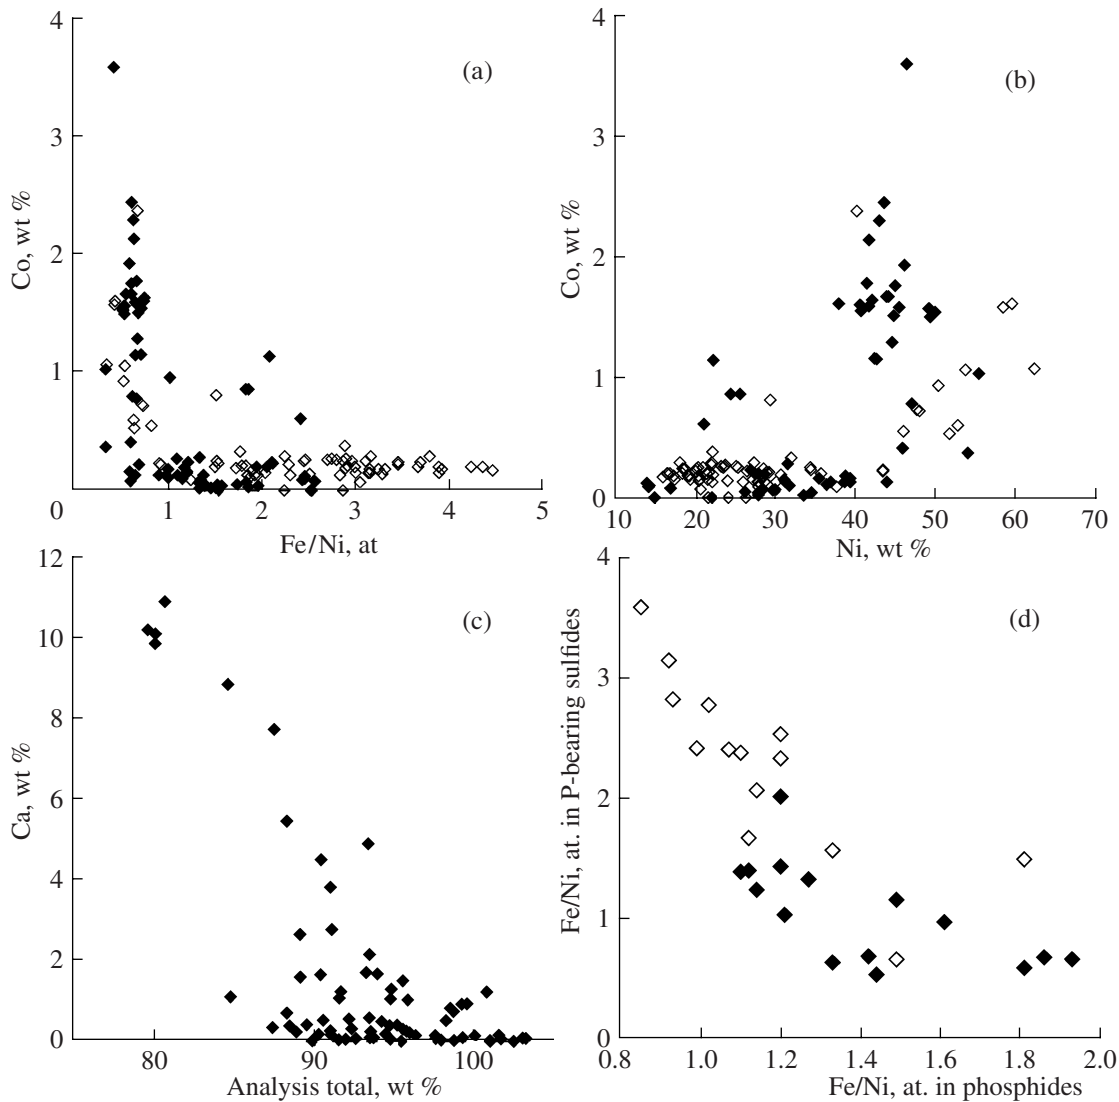 (a)
Co, wt %
4
3
2
1
0
1 2 3 4 5
Fe/Ni, at
(b)
Co, wt %
4
3
2
1
0
10 20 30 40 50 60 70
Ni, wt %
(c)
Ca, wt %
12
10
8
6
4
2
0
80 90 100
Analysis total, wt %
(d)
Fe/Ni, at. in P-bearing sulfides
4
3
2
1
0
0.8 1.0 1.2 1.4 1.6 1.8 2.0
Fe/Ni, at. in phosphides